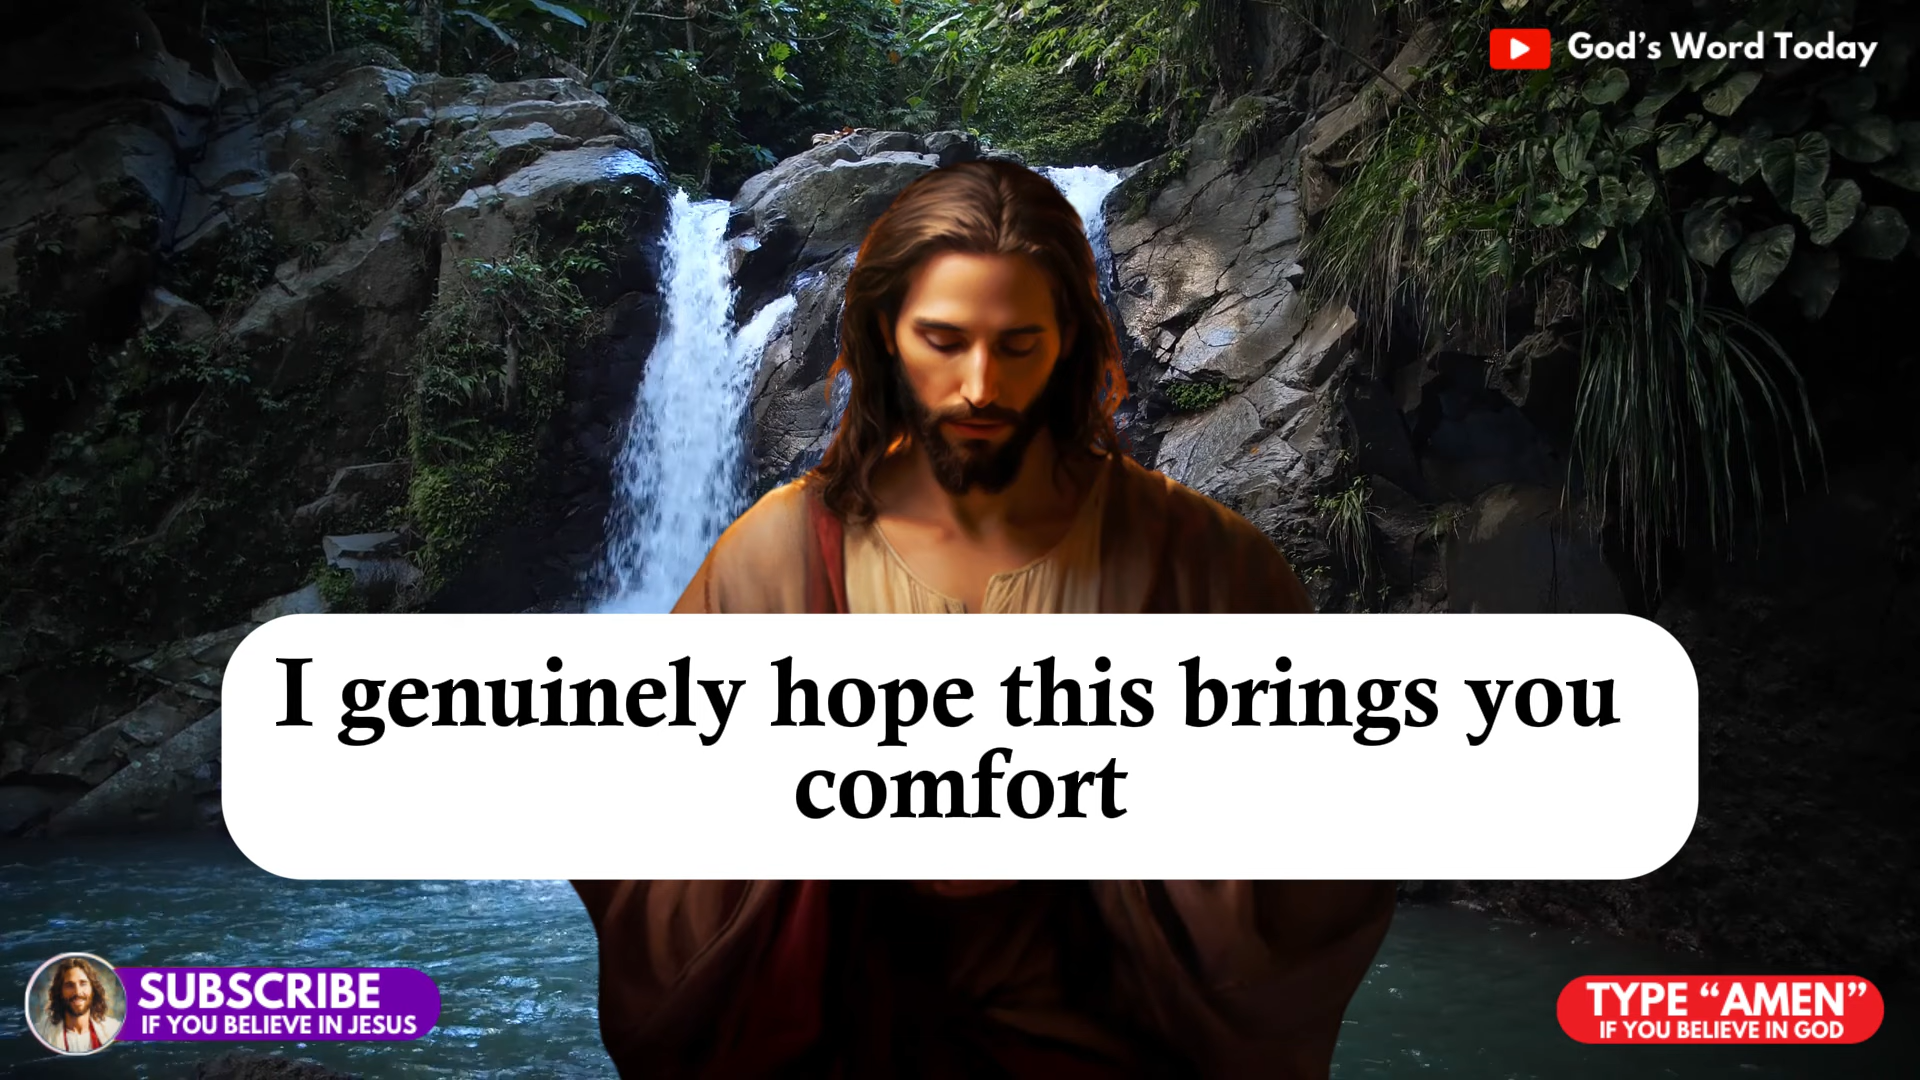 God's Word Today
I genuinely hope this brings you
comfort
SUBSCRIBE
IF YOU BELIEVE IN JESUS
TYPE “AMEN”
IF YOU BELIEVE IN GOD